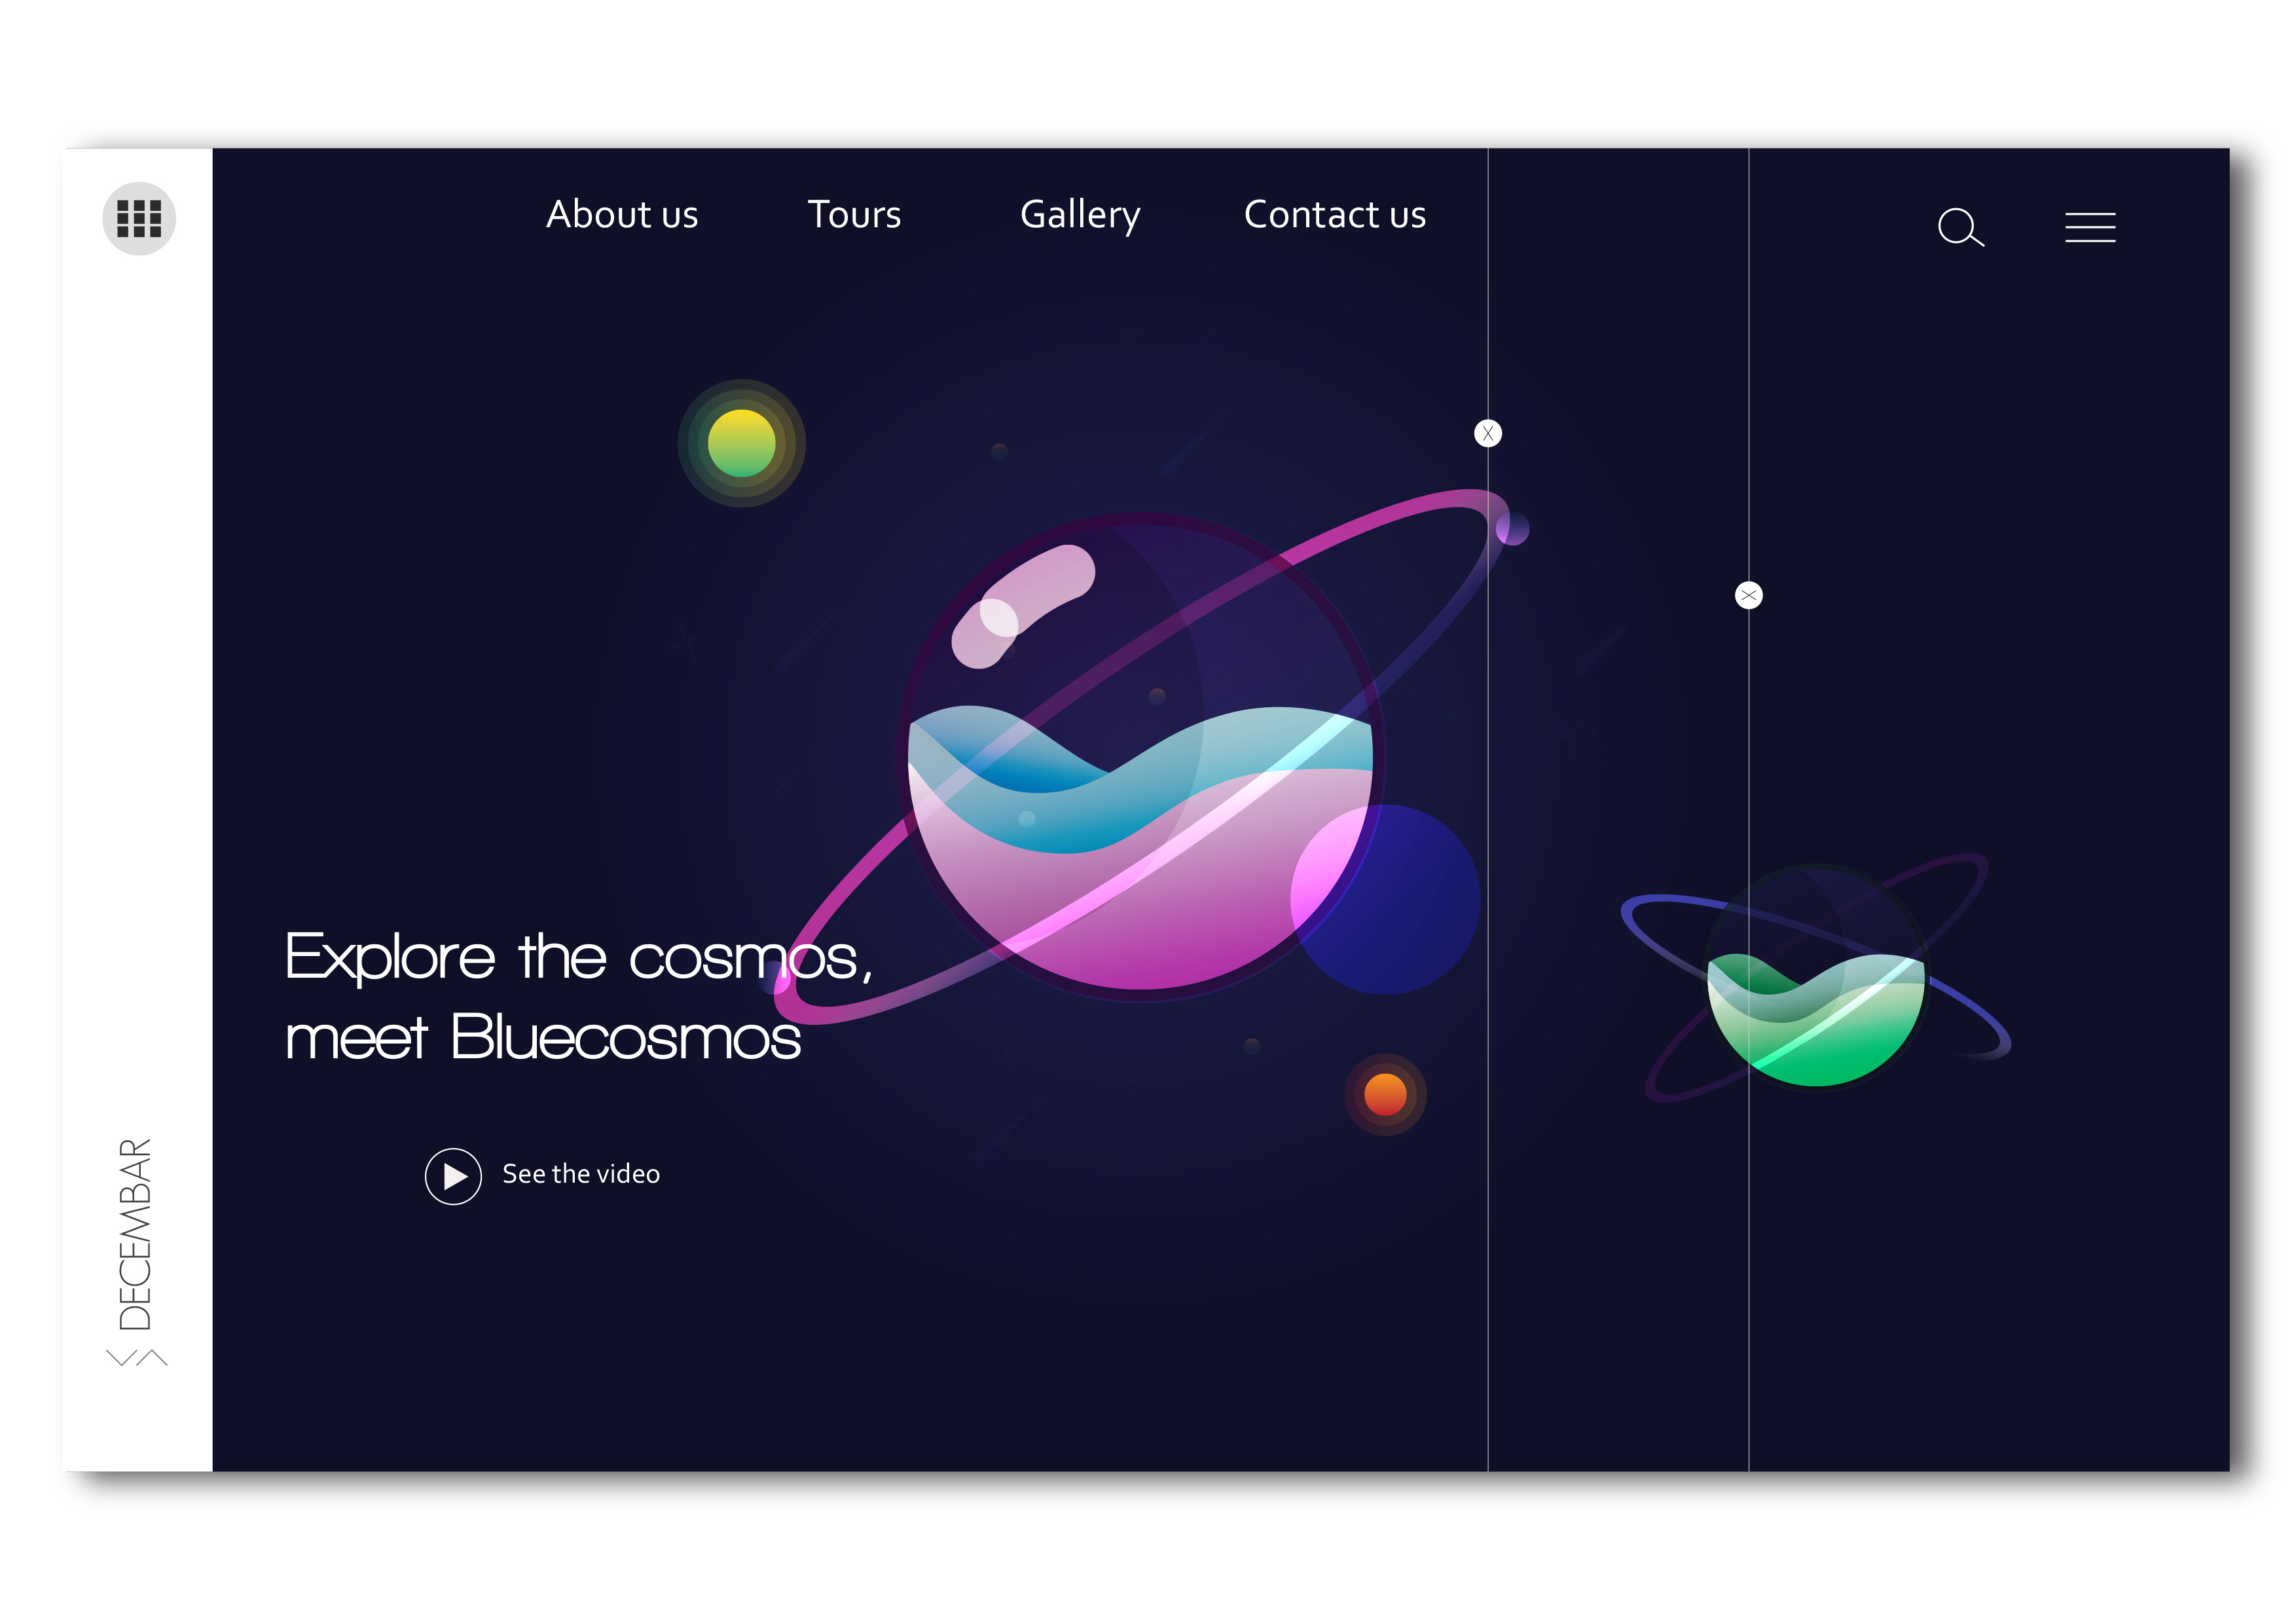 About us
Tours
Gallery
Contact us
X
X
Explore the cosmos,
meet Bluecosmos
See the video
DECEMBAR